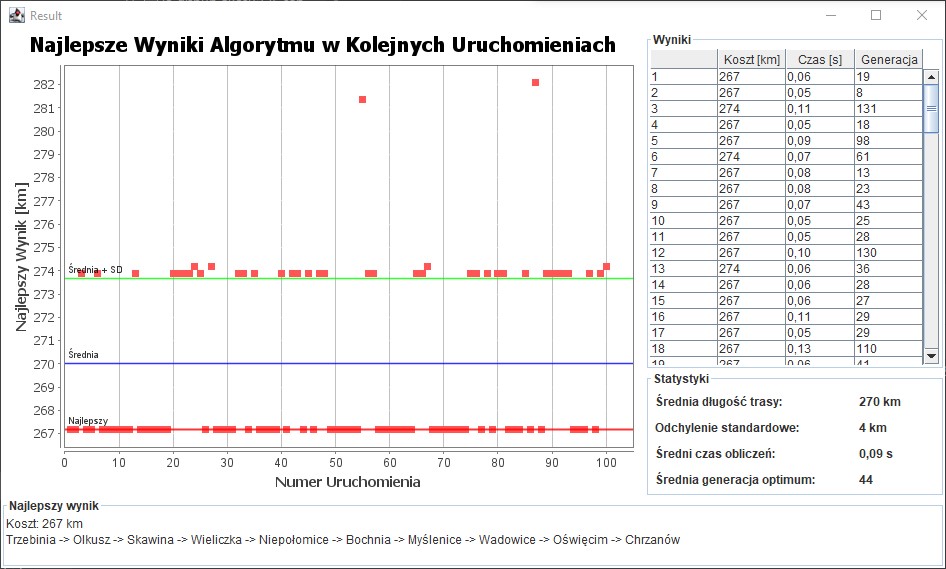 Result
Najlepsze Wyniki Algorytmu w Kolejnych Uruchomieniach
282
281
280
279
278
277
276
275
274
273
272
271
270
269
268
267
Najlepszy Wynik [km]
Średnia + SD
Średnia
Najlepszy
0 10 20 30 40 50 60 70 80 90 100
Numer Uruchomienia
Wyniki
Koszt [km] Czas [s] Generacja
1 267 0,06 19
2 267 0,05 8
3 274 0,11 131
4 267 0,05 18
5 267 0,09 98
6 274 0,07 61
7 267 0,08 13
8 267 0,08 23
9 267 0,07 43
10 267 0,05 25
11 267 0,05 28
12 267 0,10 130
13 274 0,06 36
14 267 0,06 28
15 267 0,06 27
16 267 0,11 29
17 267 0,05 29
18 267 0,13 110
19 267 0,06 41
Statystyki
Średnia długość trasy: 270 km
Odchylenie standardowe: 4 km
Średni czas obliczeń: 0,09 s
Średnia generacja optimum: 44
Najlepszy wynik
Koszt: 267 km
Trzebinia -> Olkusz -> Skawina -> Wieliczka -> Niepołomice -> Bochnia -> Myślenice -> Wadowice -> Oświęcim -> Chrzanów